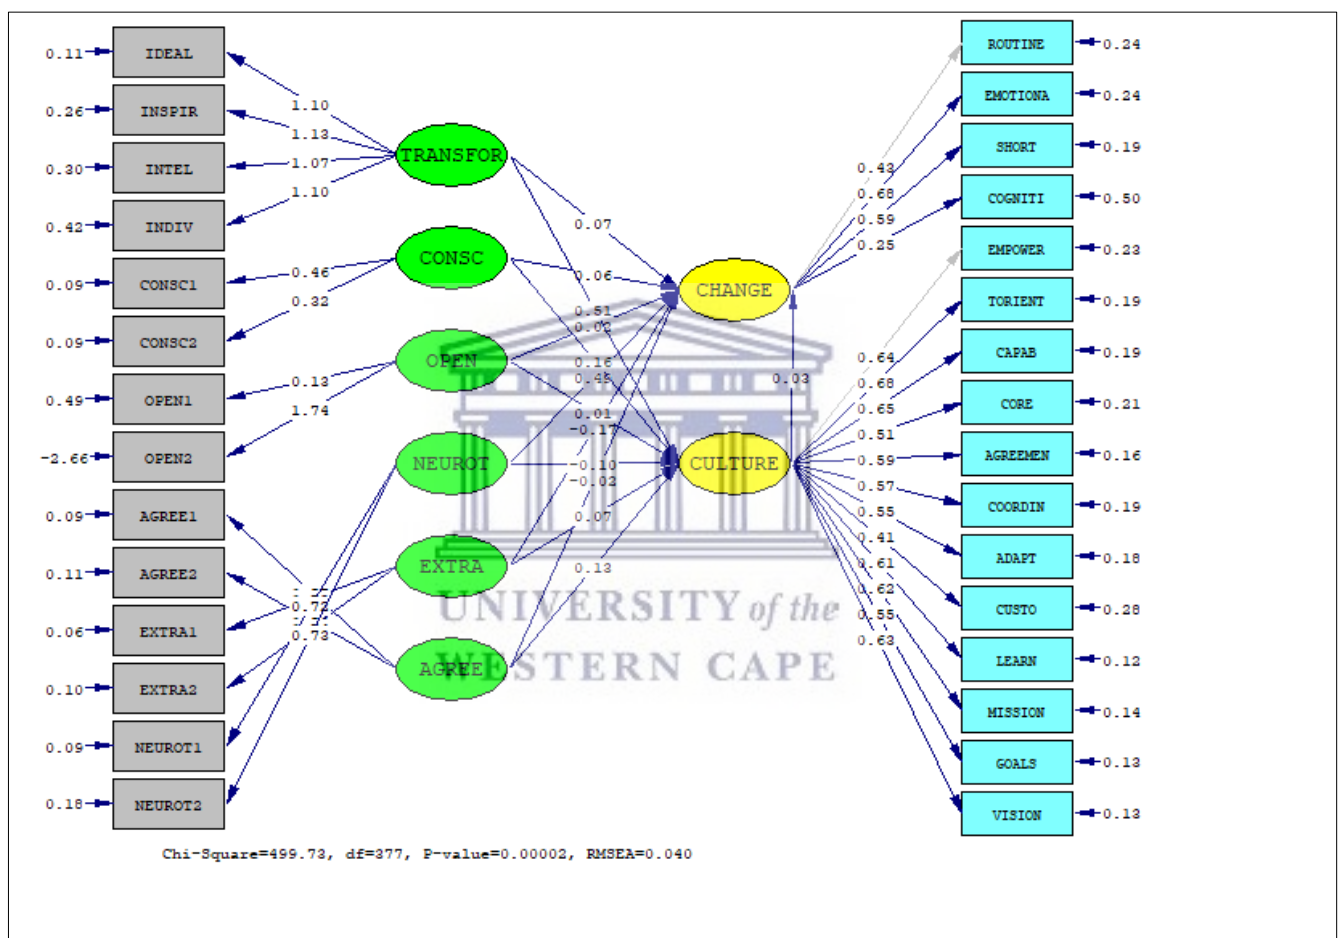 0.11 IDEAL
0.26 INSPIR
0.30 INTEL
0.42 INDIV
0.09 CONSC1
0.09 CONSC2
0.49 OPEN1
-2.66 OPEN2
0.09 AGREE1
0.11 AGREE2
0.06 EXTRA1
0.10 EXTRA2
0.09 NEUROT1
0.18 NEUROT2
1.10
1.13
1.07
1.10
0.46
0.32
0.13
1.74
0.73
0.73
TRANSFOR
CONSC
OPEN
NEUROT
EXTRA
AGREE
0.07
0.06
0.51
0.02
0.16
0.45
0.01
-0.17
-0.10
-0.02
0.07
0.13
CHANGE
0.03
CULTURE
0.43
0.68
0.59
0.25
0.64
0.68
0.65
0.51
0.59
0.57
0.55
0.41
0.61
0.62
0.55
0.63
ROUTINE 0.24
EMOTIONA 0.24
SHORT 0.19
COGNITI 0.50
EMPOWER 0.23
TORIENT 0.19
CAPAB 0.19
CORE 0.21
AGREEMEN 0.16
COORDIN 0.19
ADAPT 0.18
CUSTO 0.28
LEARN 0.12
MISSION 0.14
GOALS 0.13
VISION 0.13
UNIVERSITY of the
WESTERN CAPE
Chi-Square=499.73, df=377, P-value=0.00002, RMSEA=0.040